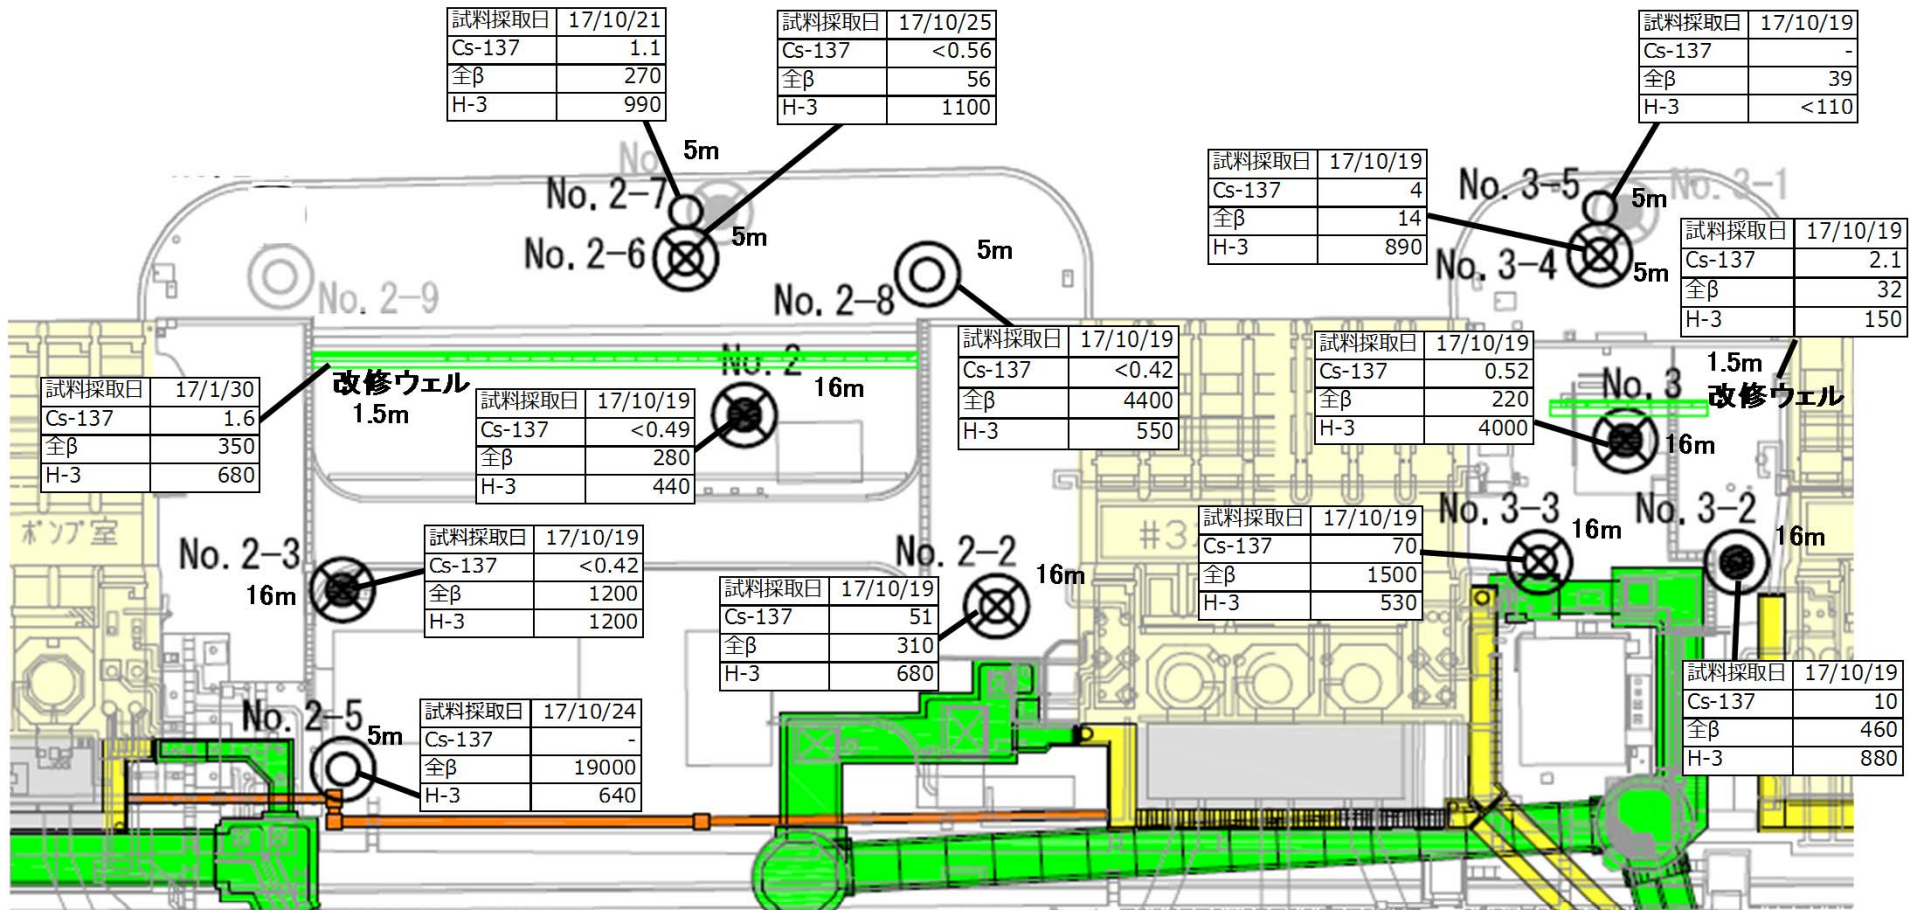 試料採取日 17/10/21
Cs-137 1.1
全β 270
H-3 990
試料採取日 17/10/25
Cs-137 <0.56
全β 56
H-3 1100
試料採取日 17/10/19
Cs-137 -
全β 39
H-3 <110
No.
5m
No. 2-7
No. 2-6
5m
5m
No. 2-8
No. 2-9
試料採取日 17/10/19
Cs-137 4
全β 14
H-3 890
No. 3-5
5m
No. 3-1
No. 3-4
5m
試料採取日 17/10/19
Cs-137 2.1
全β 32
H-3 150
試料採取日 17/1/30
Cs-137 1.6
全β 350
H-3 680
改修ウェル
1.5m
No. 2
16m
試料採取日 17/10/19
Cs-137 <0.49
全β 280
H-3 440
試料採取日 17/10/19
Cs-137 <0.42
全β 4400
H-3 550
試料採取日 17/10/19
Cs-137 0.52
全β 220
H-3 4000
No. 3
16m
1.5m
改修ウェル
ポンプ室
No. 2-3
16m
試料採取日 17/10/19
Cs-137 <0.42
全β 1200
H-3 1200
No. 2-2
16m
試料採取日 17/10/19
Cs-137 51
全β 310
H-3 680
#3
試料採取日 17/10/19
Cs-137 70
全β 1500
H-3 530
No. 3-3
16m
No. 3-2
16m
No. 2-5
5m
試料採取日 17/10/24
Cs-137 -
全β 19000
H-3 640
試料採取日 17/10/19
Cs-137 10
全β 460
H-3 880